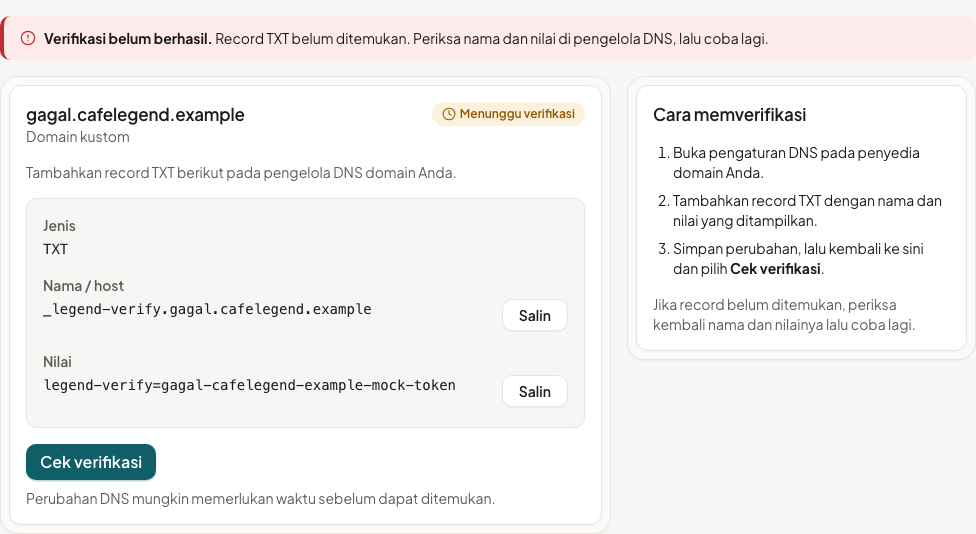 Verifikasi belum berhasil. Record TXT belum ditemukan. Periksa nama dan nilai di pengelola DNS, lalu coba lagi.
gagal.cafelegend.example
Menunggu verifikasi
Domain kustom
Tambahkan record TXT berikut pada pengelola DNS domain Anda.
Jenis
TXT
Nama / host
_legend-verify.gagal.cafelegend.example
Salin
Nilai
legend-verify=gagal-cafelegend-example-mock-token
Salin
Cek verifikasi
Perubahan DNS mungkin memerlukan waktu sebelum dapat ditemukan.
Cara memverifikasi
1. Buka pengaturan DNS pada penyedia
domain Anda.
2. Tambahkan record TXT dengan nama dan
nilai yang ditampilkan.
3. Simpan perubahan, lalu kembali ke sini
dan pilih Cek verifikasi.
Jika record belum ditemukan, periksa
kembali nama dan nilainya lalu coba lagi.